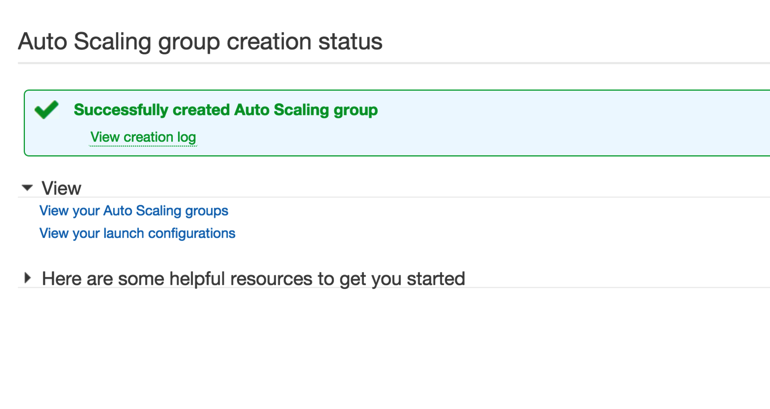 Auto Scaling group creation status
Successfully created Auto Scaling group
View creation log
View
View your Auto Scaling groups
View your launch configurations
Here are some helpful resources to get you started